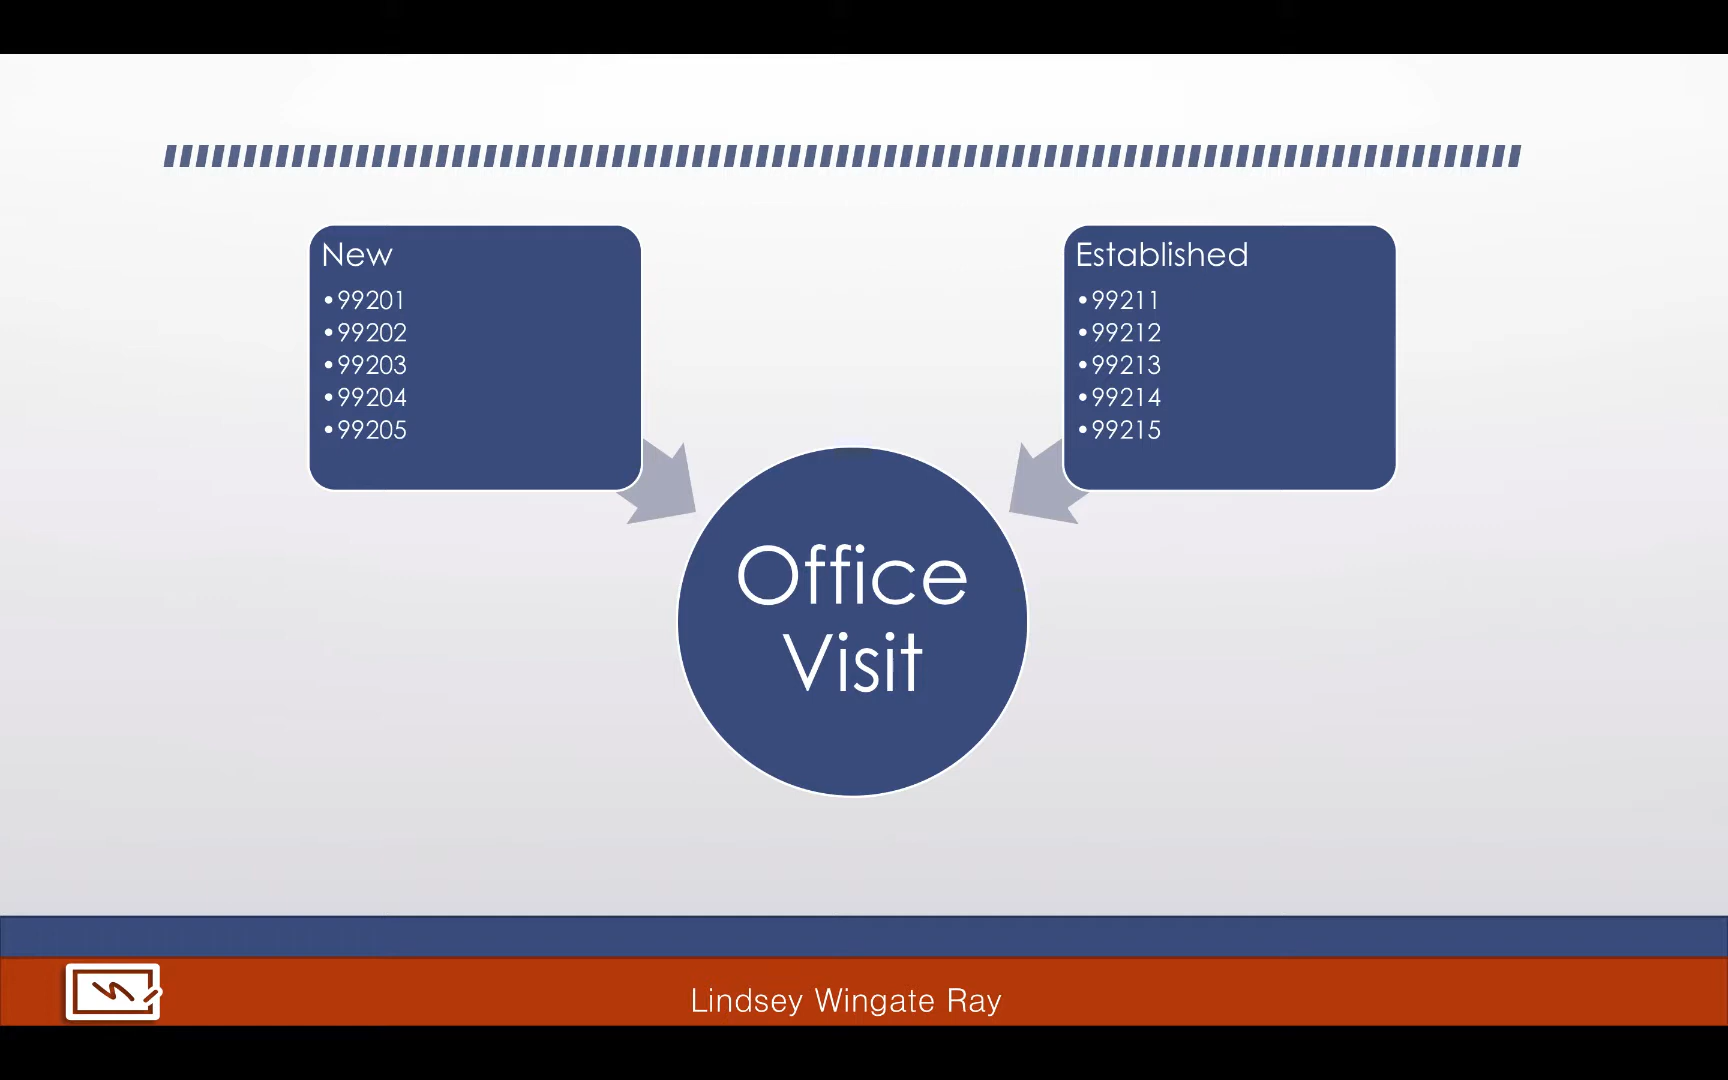 New
•99201
•99202
•99203
•99204
•99205
Established
•99211
•99212
•99213
•99214
•99215
Office
Visit
Lindsey Wingate Ray